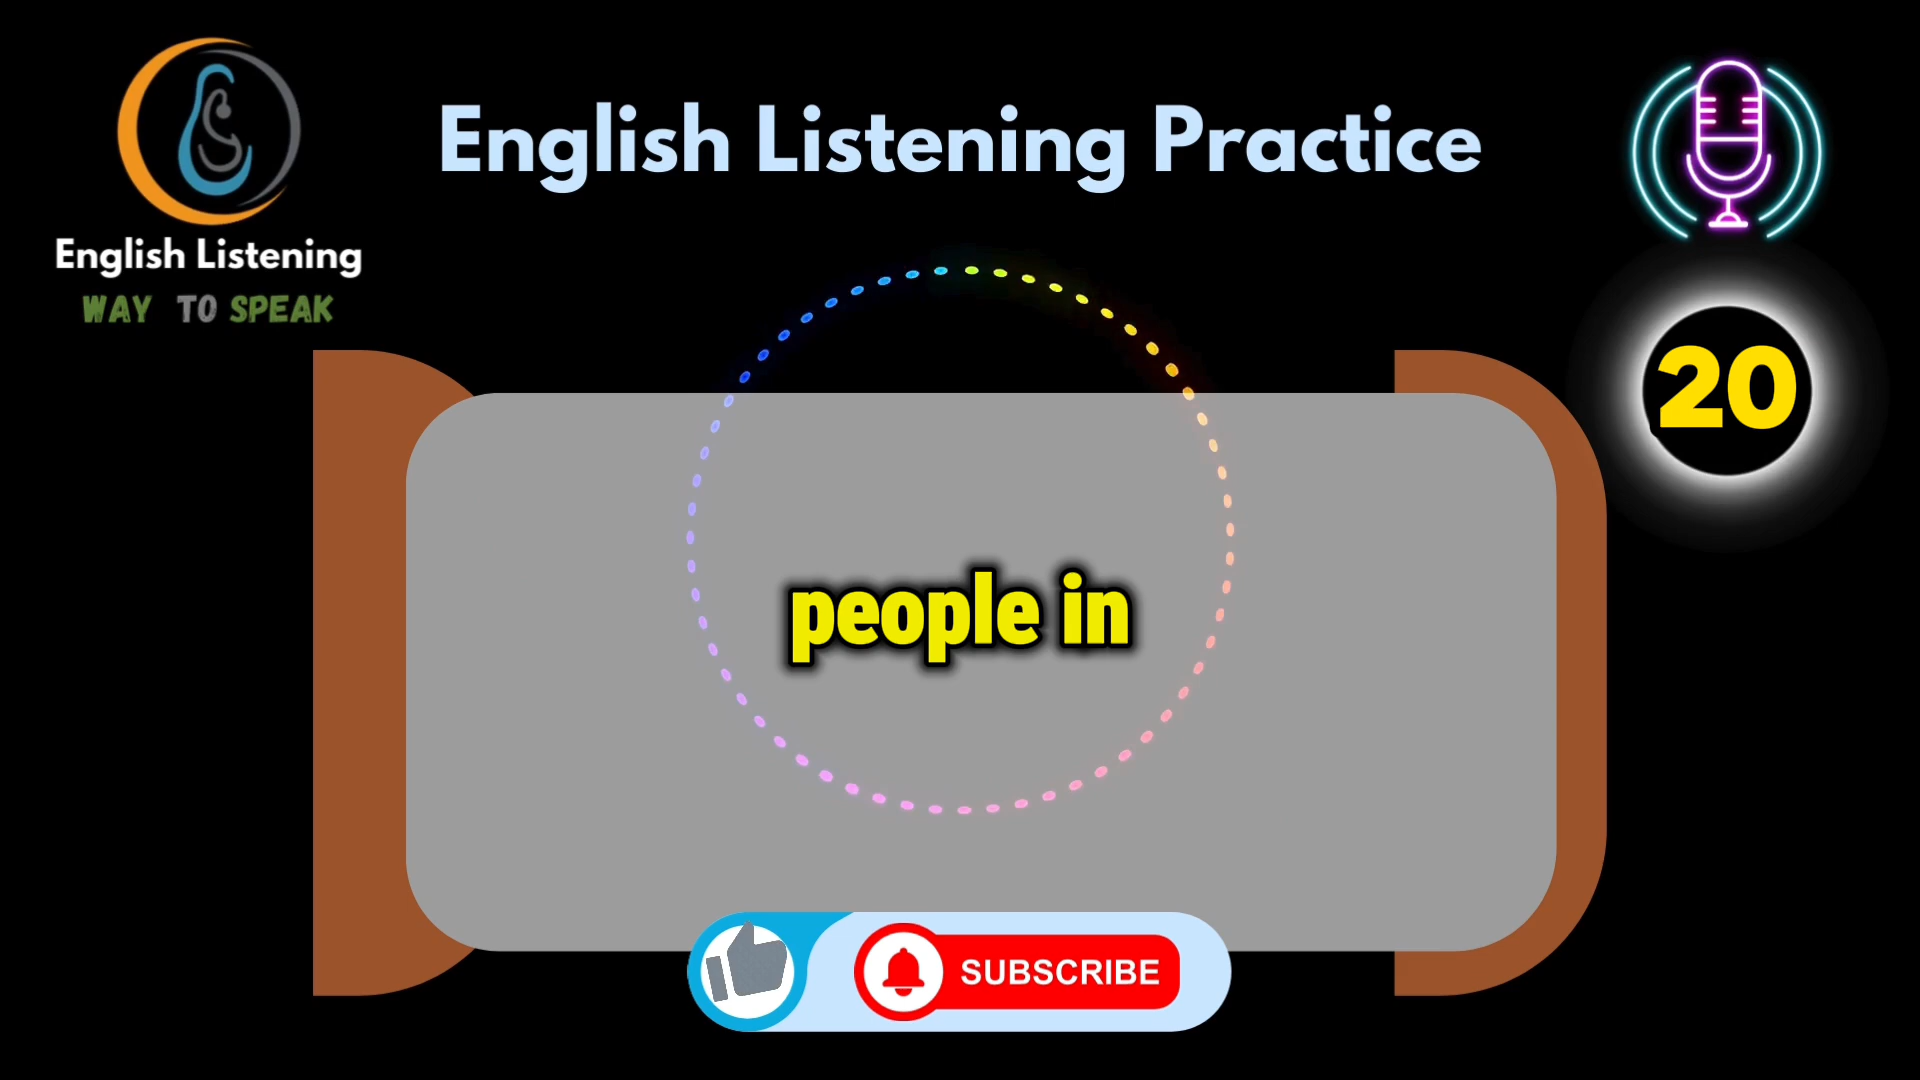 English Listening Practice
English Listening
WAY TO SPEAK
20
people in
SUBSCRIBE